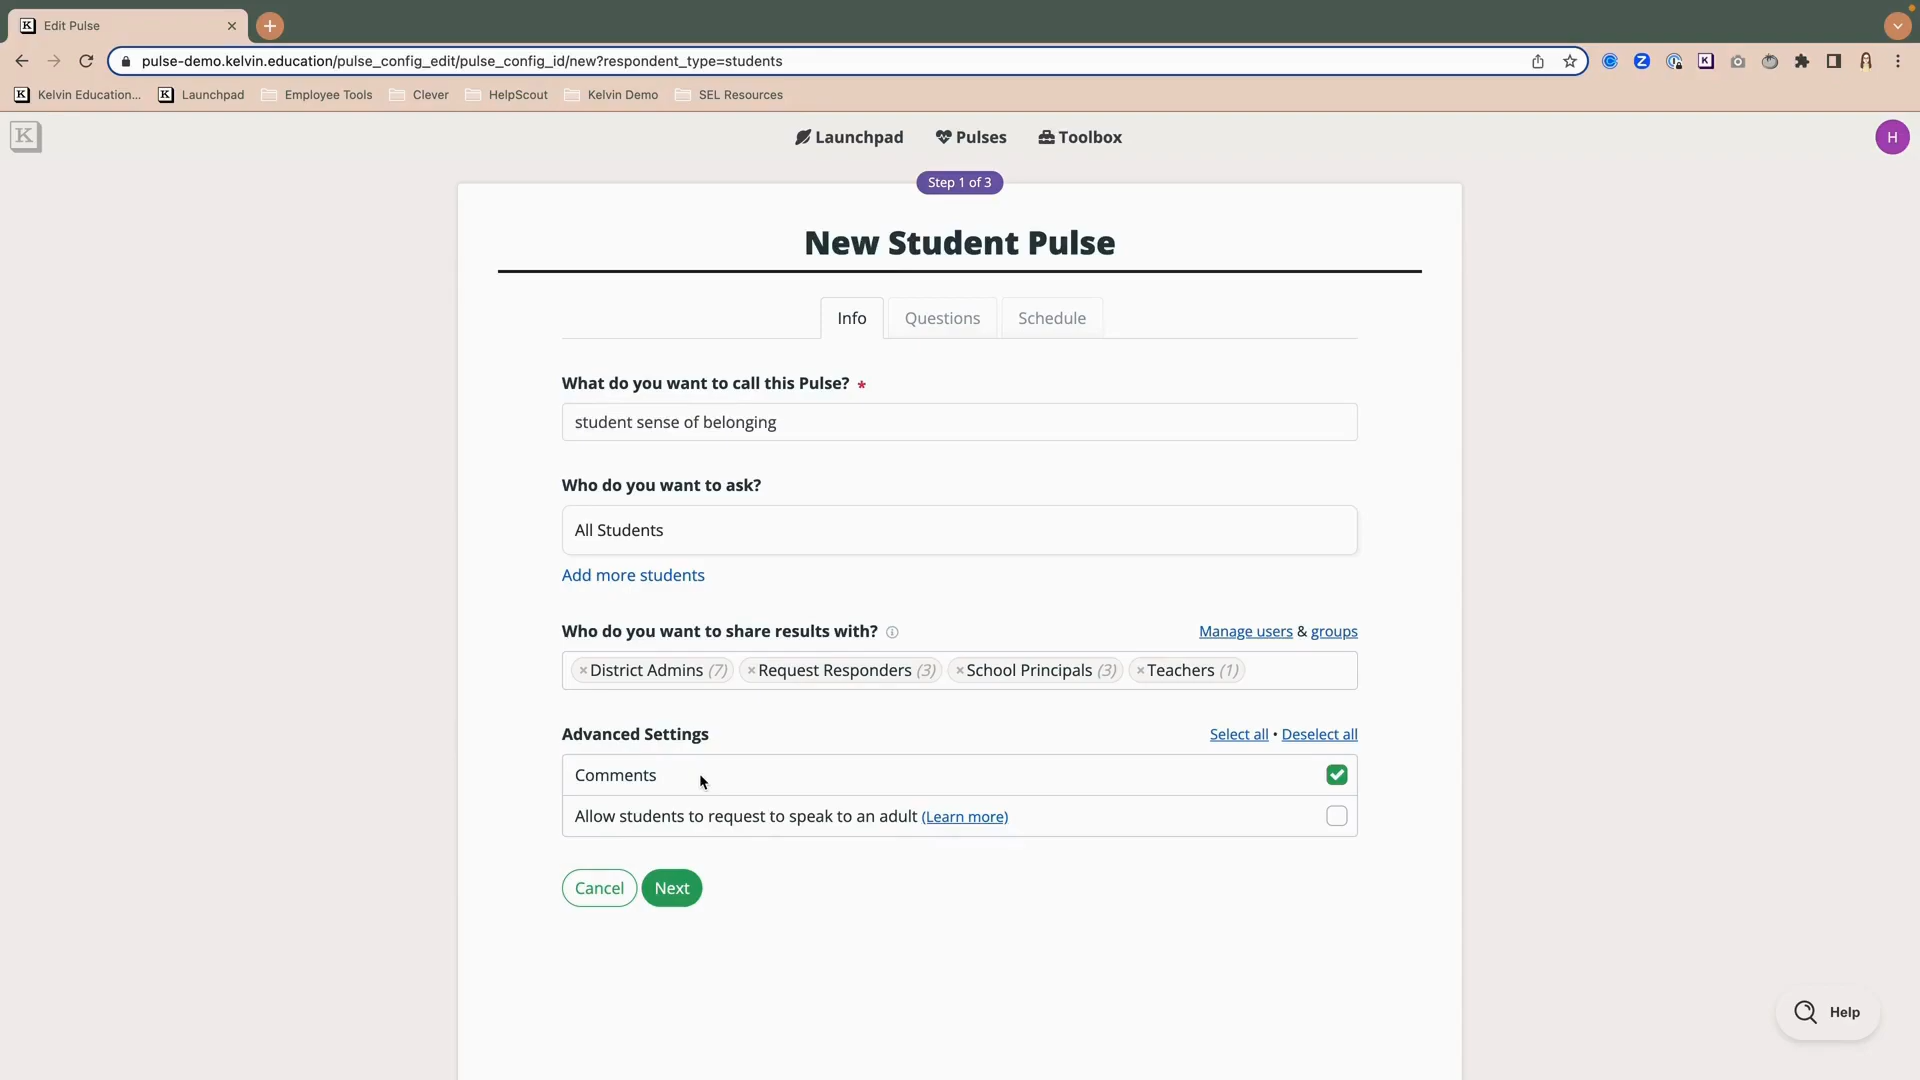 K Edit Pulse
pulse-demo.kelvin.education/pulse_config_edit/pulse_config_id/new?respondent_type=students
K Kelvin Education... K Launchpad Employee Tools Clever HelpScout Kelvin Demo SEL Resources
K Launchpad Pulses Toolbox H
Step 1 of 3
New Student Pulse
Info Questions Schedule
What do you want to call this Pulse? *
student sense of belonging
Who do you want to ask?
All Students
Add more students
Who do you want to share results with? Manage users & groups
×District Admins (7) ×Request Responders (3) ×School Principals (3) ×Teachers (1)
Advanced Settings Select all • Deselect all
Comments
Allow students to request to speak to an adult (Learn more)
Cancel Next
Help